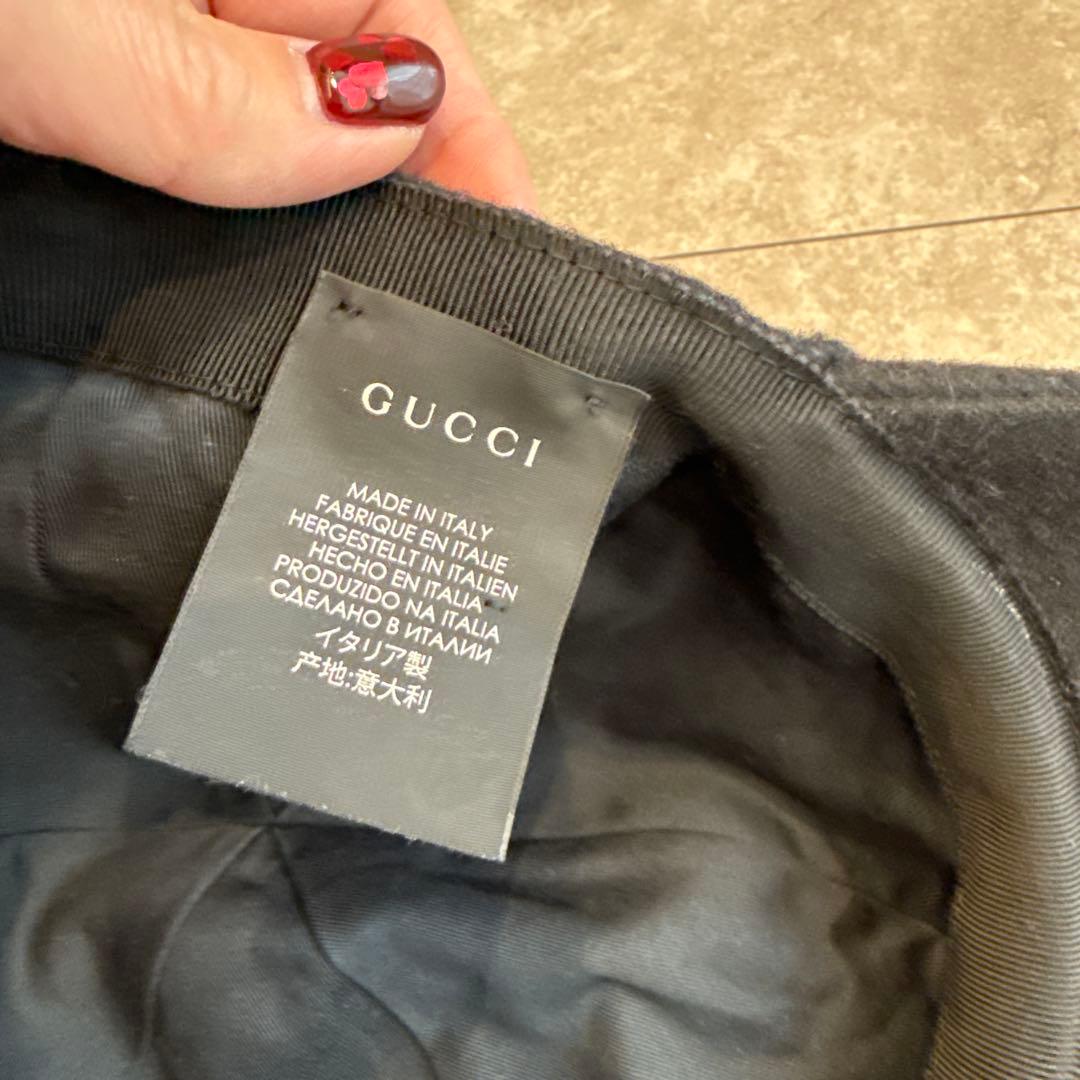 GUCCI
MADE IN ITALY
FABRIQUE EN ITALIE
HERGESTELLT IN ITALIEN
HECHO EN ITALIA
PRODUZIDO NA ITALIA
СДЕЛАНО В ИТАЛИИ
イタリア製
产地:意大利